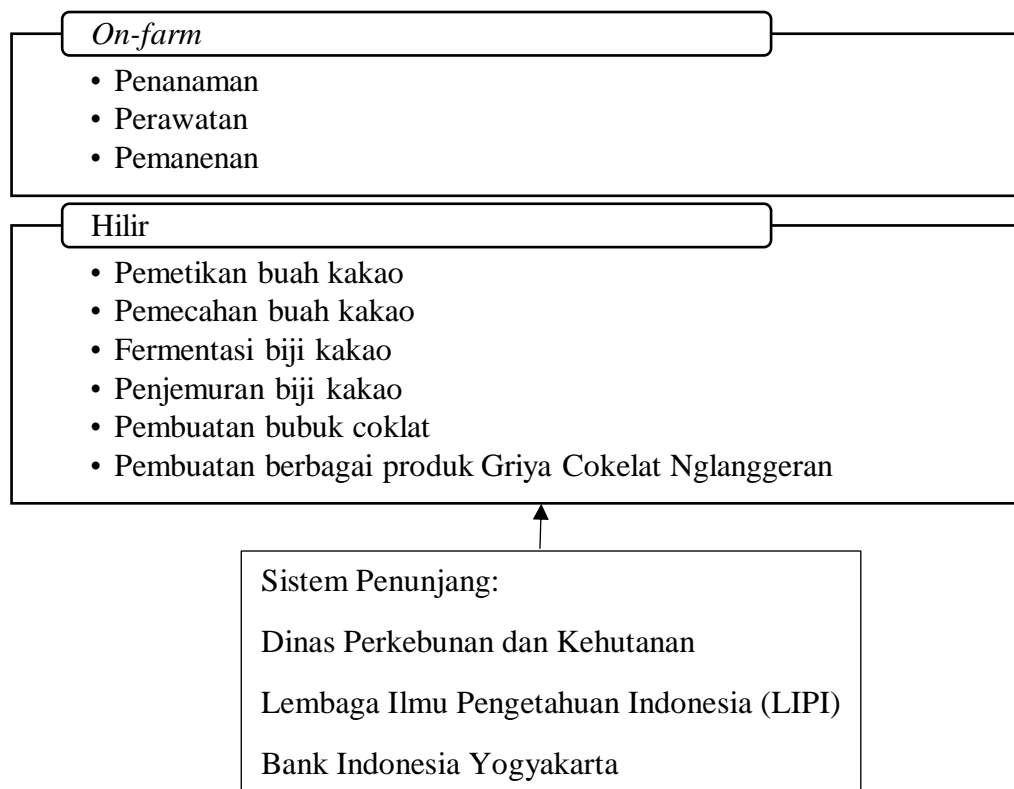 On-farm
• Penanaman
• Perawatan
• Pemanenan
Hilir
• Pemetikan buah kakao
• Pemecahan buah kakao
• Fermentasi biji kakao
• Penjemuran biji kakao
• Pembuatan bubuk coklat
• Pembuatan berbagai produk Griya Cokelat Nglanggeran
Sistem Penunjang:
Dinas Perkebunan dan Kehutanan
Lembaga Ilmu Pengetahuan Indonesia (LIPI)
Bank Indonesia Yogyakarta